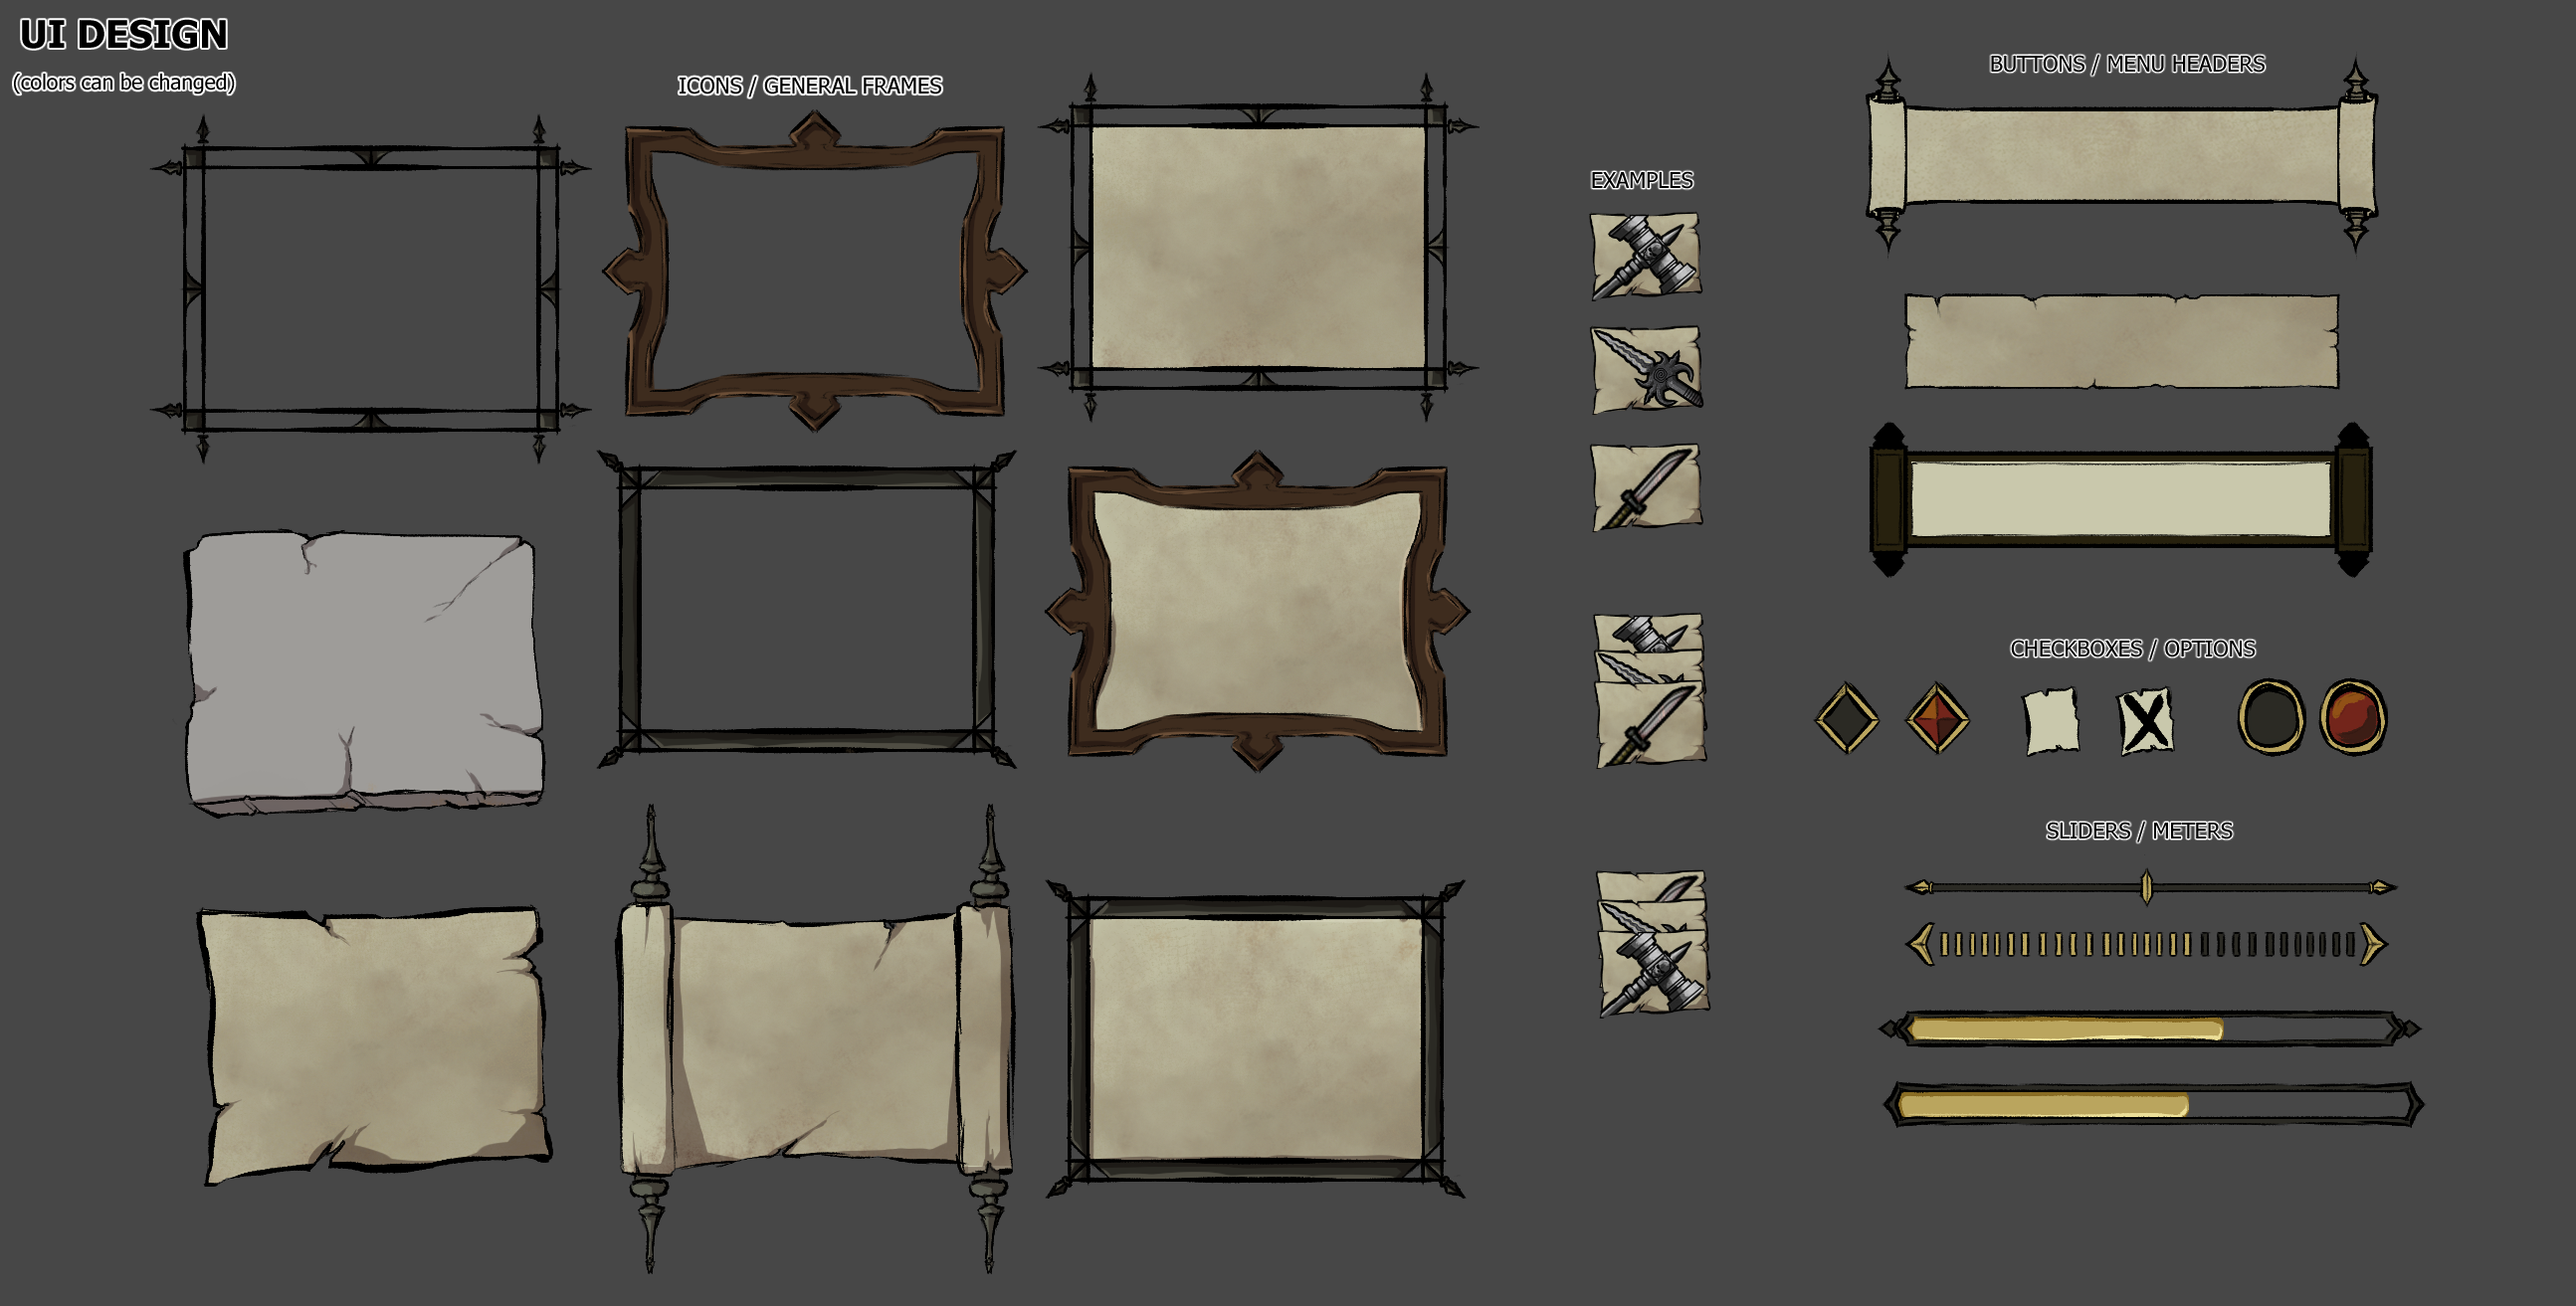 UI DESIGN
(colors can be changed)
ICONS / GENERAL FRAMES
EXAMPLES
BUTTONS / MENU HEADERS
CHECKBOXES / OPTIONS
SLIDERS / METERS